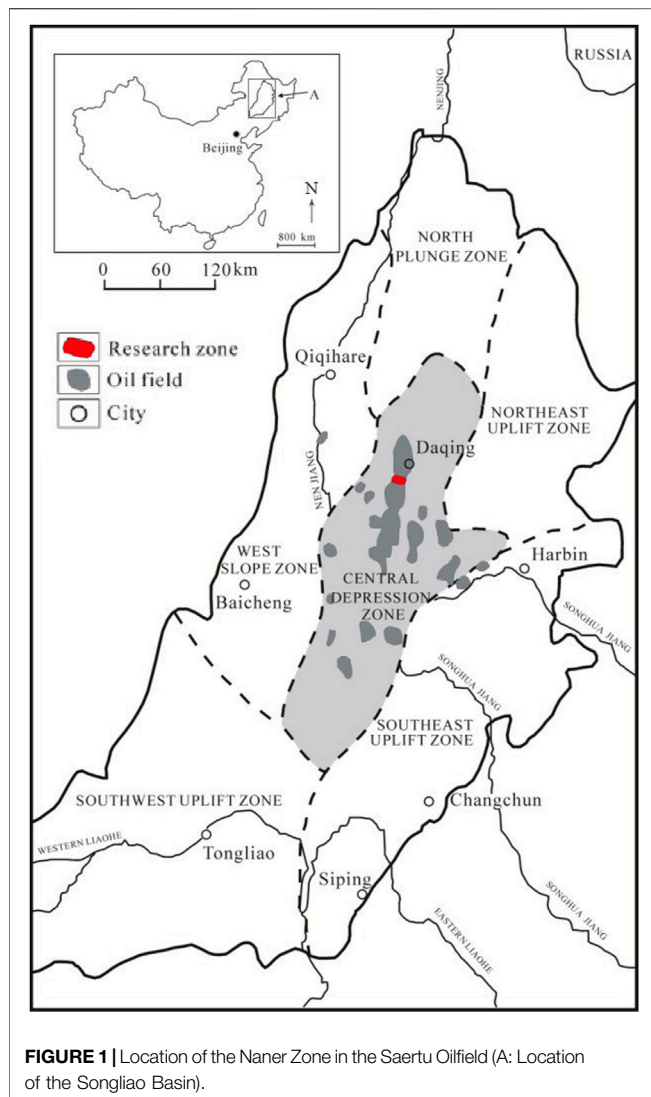 RUSSIA
NENJING
A
Beijing
N
800 km
0 60 120km
NORTH
PLUNGE ZONE
Research zone
Oil field
City
Qiqihare
NORTHEAST
UPLIFT ZONE
Daqing
NEN JIANG
WEST
SLOPE ZONE
Baicheng
Harbin
CENTRAL
DEPRESSION
ZONE
SONGHUA JIANG
SONGHUA JIANG
SOUTHEAST
UPLIFT ZONE
SOUTHWEST UPLIFT ZONE
Changchun
WESTERN LIAOHE
Tongliao
Siping
EASTERN LIAOHE
SONGHUA JIANG
FIGURE 1 | Location of the Naner Zone in the Saertu Oilfield (A: Location
of the Songliao Basin).